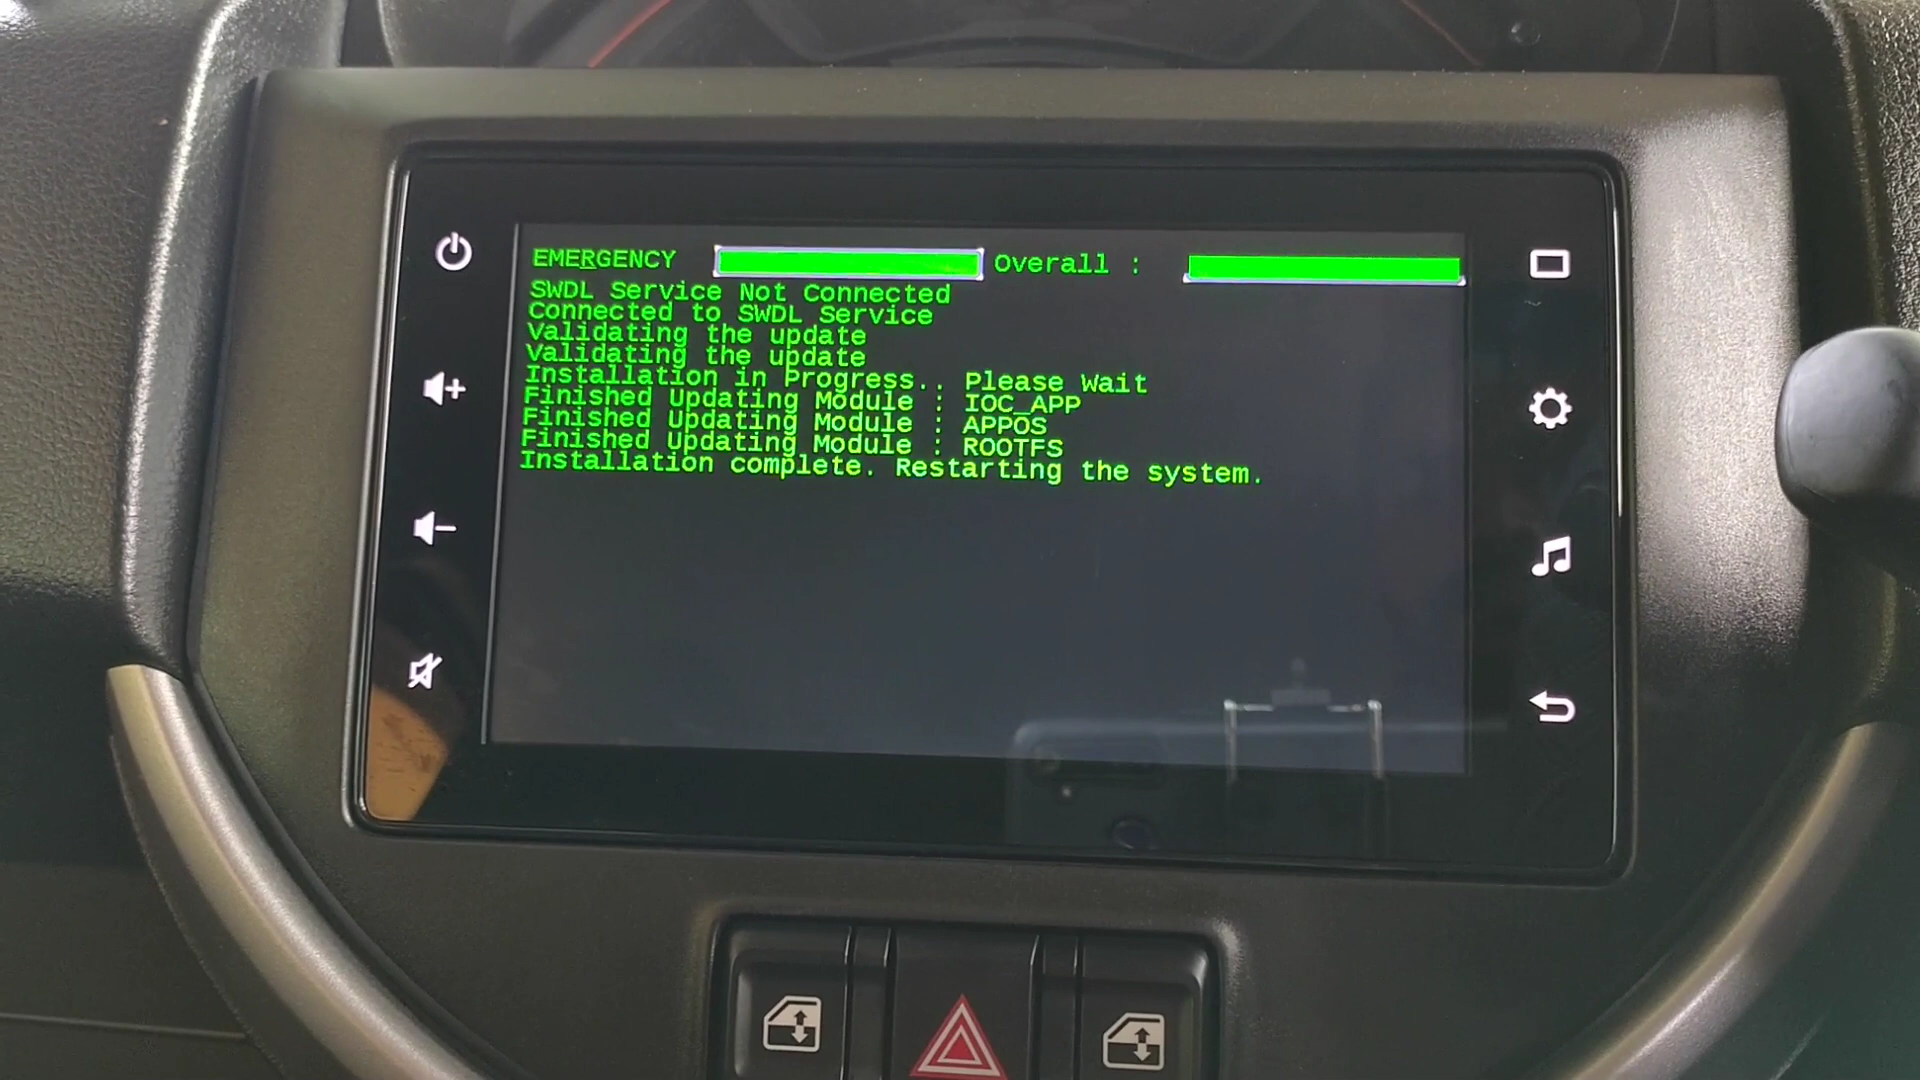 EMERGENCY Overall :
SWDL Service Not Connected
Connected to SWDL Service
Validating the update
Validating the update
Installation in Progress.. Please Wait
Finished Updating Module : IOC_APP
Finished Updating Module : APPOS
Finished Updating Module : ROOTFS
Installation complete. Restarting the system.